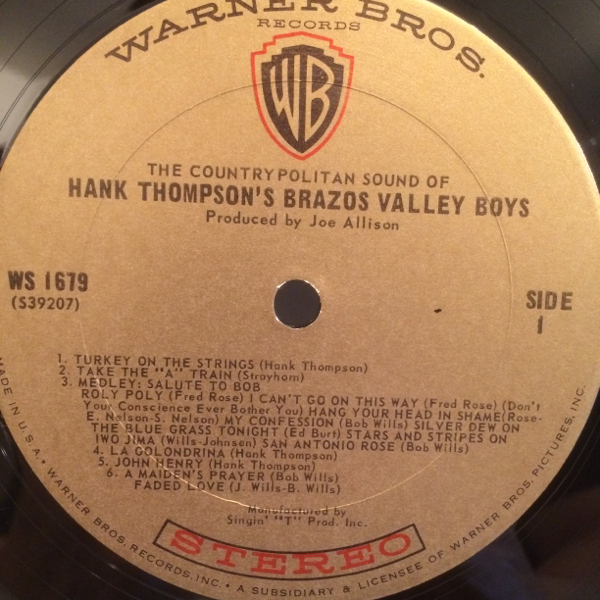 WARNER BROS.
RECORDS
WB
THE COUNTRYPOLITAN SOUND OF
HANK THOMPSON'S BRAZOS VALLEY BOYS
Produced by Joe Allison
WS 1679
(S39207)
SIDE
1
1. TURKEY ON THE STRINGS (Hank Thompson)
2. TAKE THE "A" TRAIN (Strayhorn)
3. MEDLEY: SALUTE TO BOB
ROLY POLY (Fred Rose) I CAN'T GO ON THIS WAY (Fred Rose) (Don't
Your Conscience Ever Bother You) HANG YOUR HEAD IN SHAME(Rose-
E. Nelson-S. Nelson) MY CONFESSION (Bob Wills) SILVER DEW ON
THE BLUE GRASS TONIGHT (Ed Burt) STARS AND STRIPES ON
IWO JIMA (Wills-Johnsen) SAN ANTONIO ROSE (Bob Wills)
4. LA GOLONDRINA (Hank Thompson)
5. JOHN HENRY (Hank Thompson)
6. A MAIDEN'S PRAYER (Bob Wills)
FADED LOVE (J. Wills-B. Wills)
Manufactured by
Singin' "T" Prod. Inc.
STEREO
MADE IN U.S.A. • WARNER BROS. RECORDS, INC. • A SUBSIDIARY & LICENSEE OF WARNER BROS. PICTURES, INC.